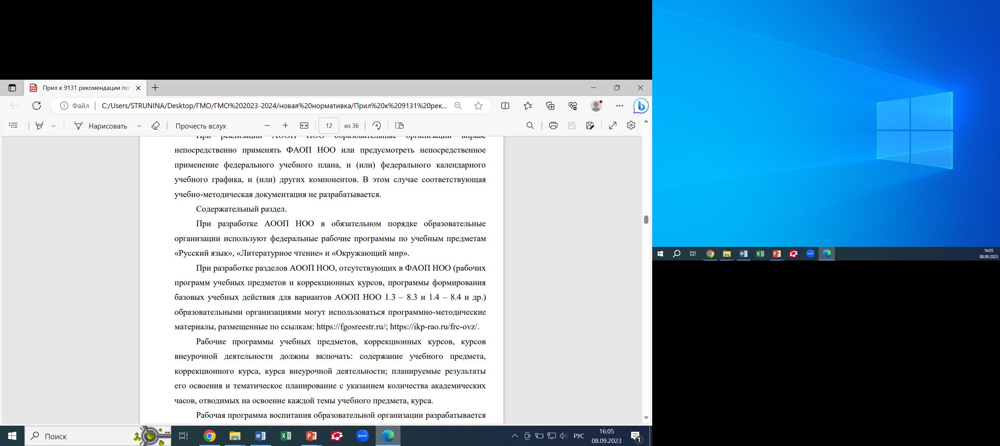 Прил к 9131 рекомендации по
Файл
C:/Users/STRUNINA/Desktop/ГМО/ГМО%202023-2024/новая%20нормативка/Прил%20к%209131%20рек...
Нарисовать
Прочесть вслух
12
из 36
При реализации АООП НОО образовательные организации вправе
непосредственно применять ФАОП НОО или предусмотреть непосредственное
применение федерального учебного плана, и (или) федерального календарного
учебного графика, и (или) других компонентов. В этом случае соответствующая
учебно-методическая документация не разрабатывается.
Содержательный раздел.
При разработке АООП НОО в обязательном порядке образовательные
организации используют федеральные рабочие программы по учебным предметам
«Русский язык», «Литературное чтение» и «Окружающий мир».
При разработке разделов АООП НОО, отсутствующих в ФАОП НОО (рабочих
программ учебных предметов и коррекционных курсов, программы формирования
базовых учебных действия для вариантов АООП НОО 1.3 – 8.3 и 1.4 – 8.4 и др.)
образовательными организациями могут использоваться программно-методические
материалы, размещенные по ссылкам: https://fgosreestr.ru/; https://ikp-rao.ru/frc-ovz/.
Рабочие программы учебных предметов, коррекционных курсов, курсов
внеурочной деятельности должны включать: содержание учебного предмета,
коррекционного курса, курса внеурочной деятельности; планируемые результаты
его освоения и тематическое планирование с указанием количества академических
часов, отводимых на освоение каждой темы учебного предмета, курса.
Рабочая программа воспитания образовательной организации разрабатывается
Поиск
zoom
РУС
16:05
08.09.2023
1
zoom
16:05
08.09.2023